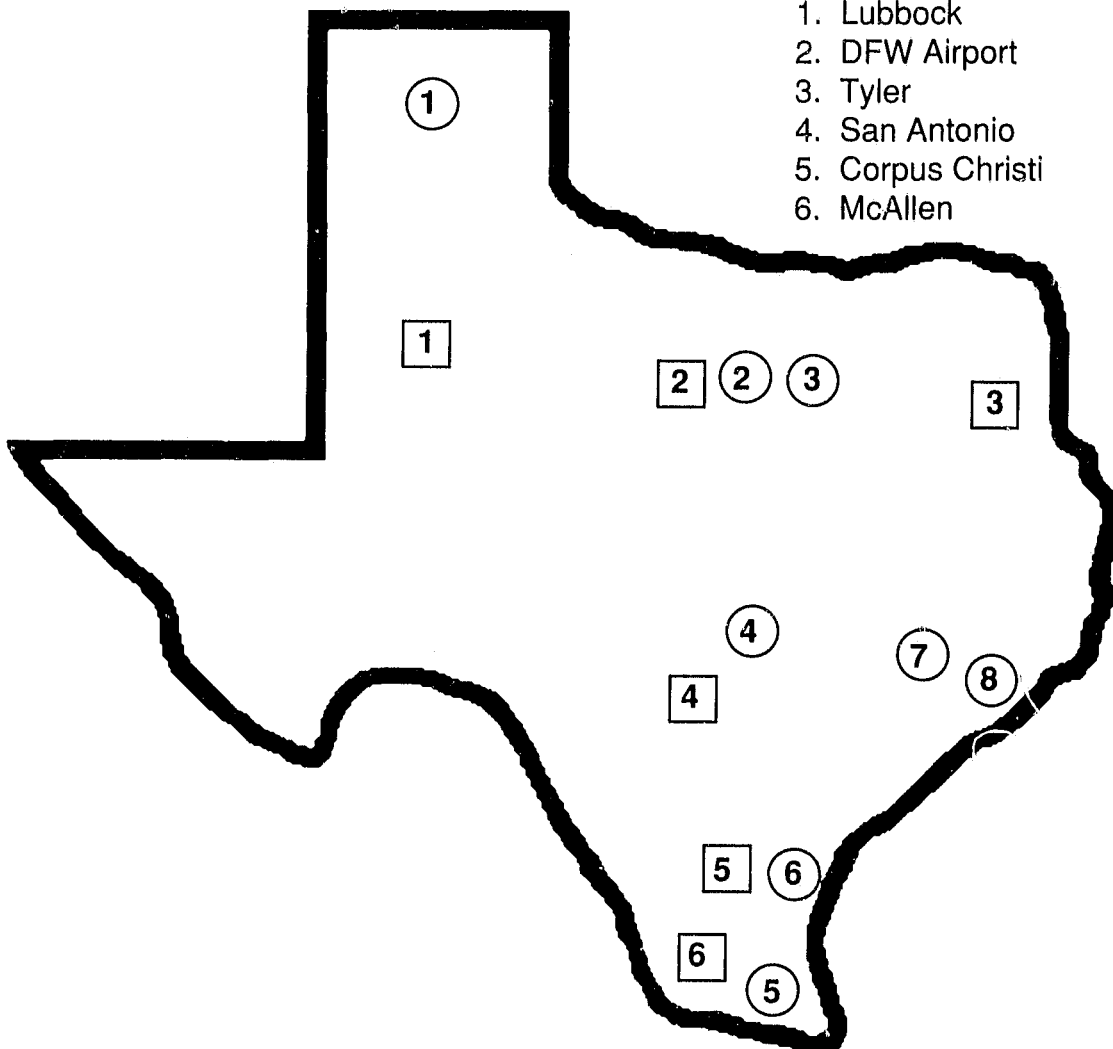 1. Lubbock
2. DFW Airport
3. Tyler
4. San Antonio
5. Corpus Christi
6. McAllen
1
1
2 2 3 3
4
7
8
4
5 6
6
5